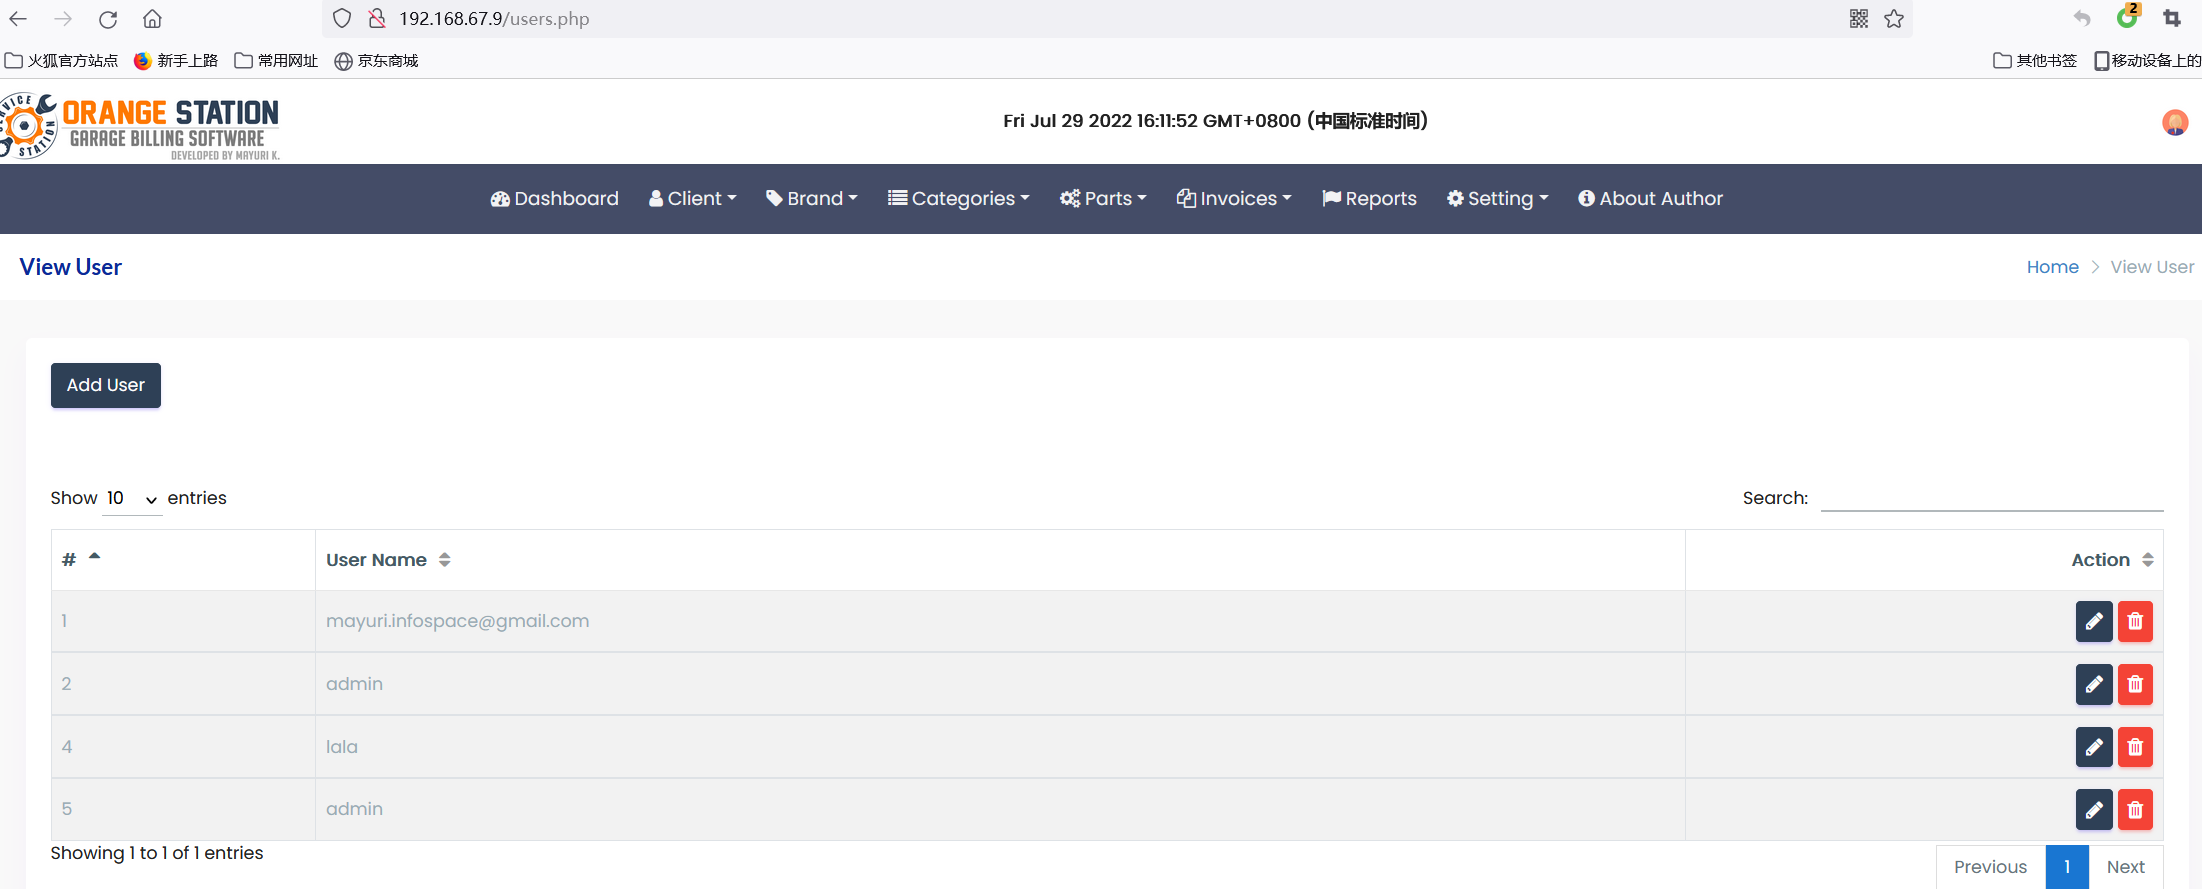 192.168.67.9/users.php
2
火狐官方站点 新手上路 常用网址 京东商城 其他书签 移动设备上的
SERVICE STATION
ORANGE STATION
GARAGE BILLING SOFTWARE
DEVELOPED BY MAYURI K.
Fri Jul 29 2022 16:11:52 GMT+0800 (中国标准时间)
Dashboard Client Brand Categories Parts Invoices Reports Setting About Author
View User Home > View User
Add User
Show 10 entries Search:
# User Name Action
1 mayuri.infospace@gmail.com
2 admin
4 lala
5 admin
Showing 1 to 1 of 1 entries
Previous 1 Next